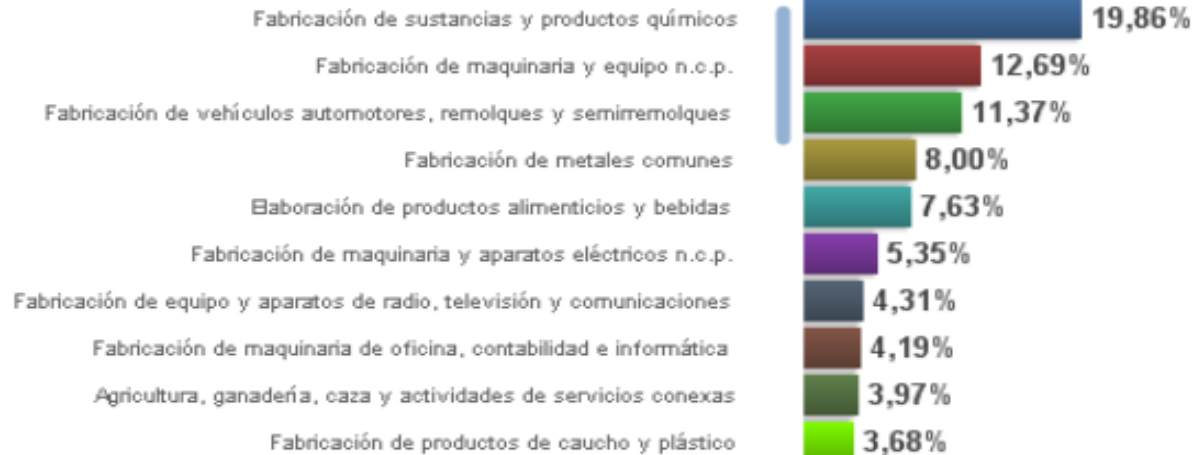 Fabricación de sustancias y productos químicos 19,86%
Fabricación de maquinaria y equipo n.c.p. 12,69%
Fabricación de vehículos automotores, remolques y semirremolques 11,37%
Fabricación de metales comunes 8,00%
Elaboración de productos alimenticios y bebidas 7,63%
Fabricación de maquinaria y aparatos eléctricos n.c.p. 5,35%
Fabricación de equipo y aparatos de radio, televisión y comunicaciones 4,31%
Fabricación de maquinaria de oficina, contabilidad e informática 4,19%
Agricultura, ganadería, caza y actividades de servicios conexas 3,97%
Fabricación de productos de caucho y plástico 3,68%